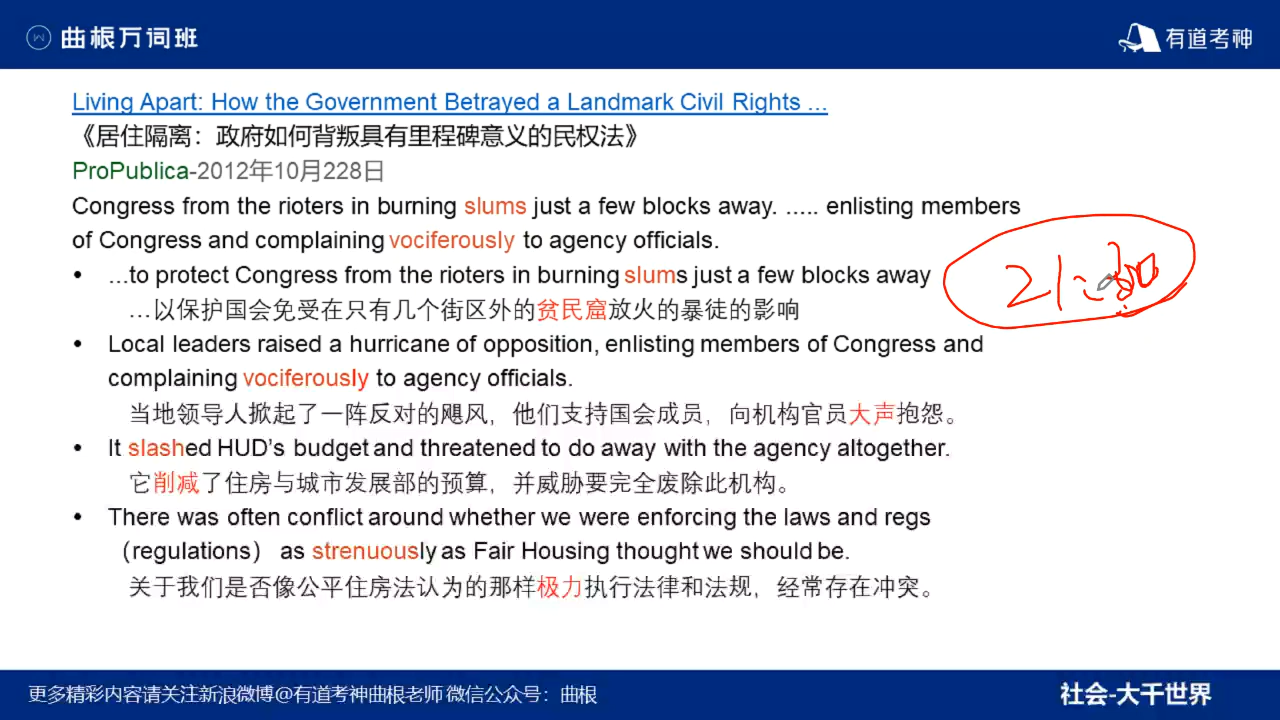 曲根万词班
有道考神
Living Apart: How the Government Betrayed a Landmark Civil Rights ...
《居住隔离：政府如何背叛具有里程碑意义的民权法》
ProPublica-2012年10月228日
Congress from the rioters in burning slums just a few blocks away. ..... enlisting members
of Congress and complaining vociferously to agency officials.
• ...to protect Congress from the rioters in burning slums just a few blocks away
…以保护国会免受在只有几个街区外的贫民窟放火的暴徒的影响
• Local leaders raised a hurricane of opposition, enlisting members of Congress and
complaining vociferously to agency officials.
当地领导人掀起了一阵反对的飓风，他们支持国会成员，向机构官员大声抱怨。
• It slashed HUD's budget and threatened to do away with the agency altogether.
它削减了住房与城市发展部的预算，并威胁要完全废除此机构。
• There was often conflict around whether we were enforcing the laws and regs
（regulations） as strenuously as Fair Housing thought we should be.
关于我们是否像公平住房法认为的那样极力执行法律和法规，经常存在冲突。
更多精彩内容请关注新浪微博@有道考神曲根老师 微信公众号：曲根
社会-大千世界